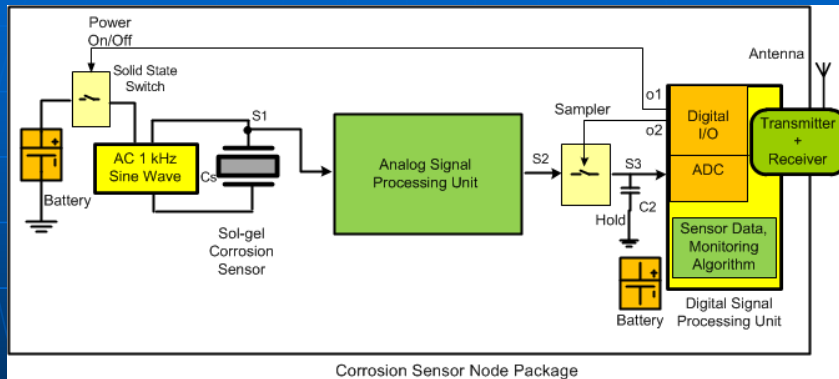 Power
On/Off
Solid State
Switch
Antenna
S1
Sampler
o1
o2
Digital
I/O
Transmitter
+
Receiver
AC 1 kHz
Sine Wave
Cs
Analog Signal
Processing Unit
S2
S3
ADC
+
Battery
Hold
C2
Sol-gel
Corrosion
Sensor
Sensor Data,
Monitoring
Algorithm
+
Battery
Digital Signal
Processing Unit
Corrosion Sensor Node Package